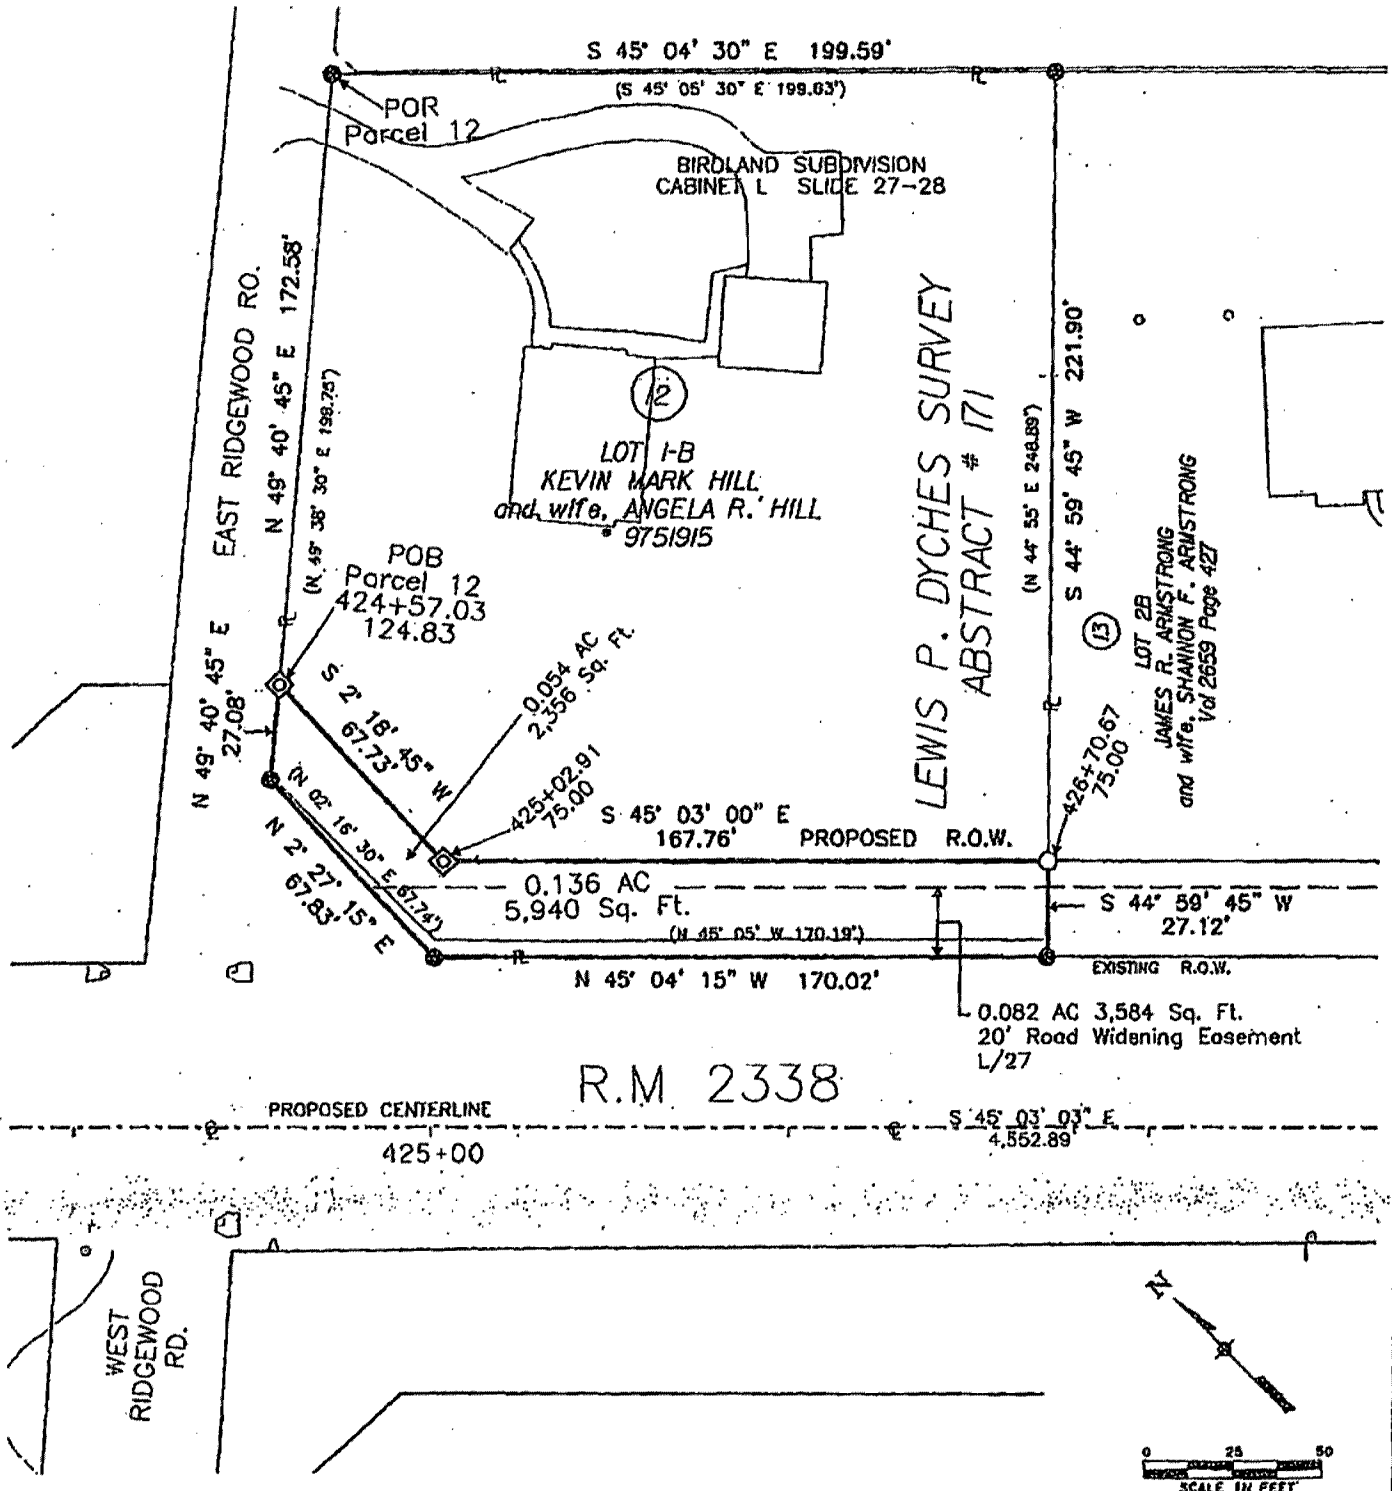 S 45° 04' 30" E 199.59'
(S 45° 05' 30" E 199.63')
POR
Parcel 12
BIRDLAND SUBDIVISION
CABINET L SLIDE 27-28
EAST RIDGEWOOD RD.
N 49° 40' 45" E 172.58'
(N 49° 38' 30" E 199.75')
12
LOT 1-B
KEVIN MARK HILL
and wife, ANGELA R. HILL
* 9751915
LEWIS P. DYCHES SURVEY
ABSTRACT # 171
(N 44° 55' E 248.89')
S 44° 59' 45" W 221.90'
13
LOT 2B
JAMES R. ARMSTRONG
and wife, SHANNON F. ARMSTRONG
Vol 2659 Page 427
POB
Parcel 12
424+57.03
124.83
N 49° 40' 45" E
27.08'
S 2° 18' 45" W
67.73'
0.054 AC
2,356 Sq. Ft.
425+02.91
75.00
426+70.67
75.00
S 45° 03' 00" E
167.76' PROPOSED R.O.W.
(N 02° 16' 30" E 67.74')
N 2° 27' 15" E
67.83'
0.136 AC
5,940 Sq. Ft.
S 44° 59' 45" W
27.12'
(N 45° 05' W 170.19')
N 45° 04' 15" W 170.02'
EXISTING R.O.W.
0.082 AC 3,584 Sq. Ft.
20' Road Widening Easement
L/27
R.M 2338
PROPOSED CENTERLINE
S 45° 03' 03" E
4,552.89'
425+00
WEST
RIDGEWOOD
RD.
N
0 25 50
SCALE IN FEET